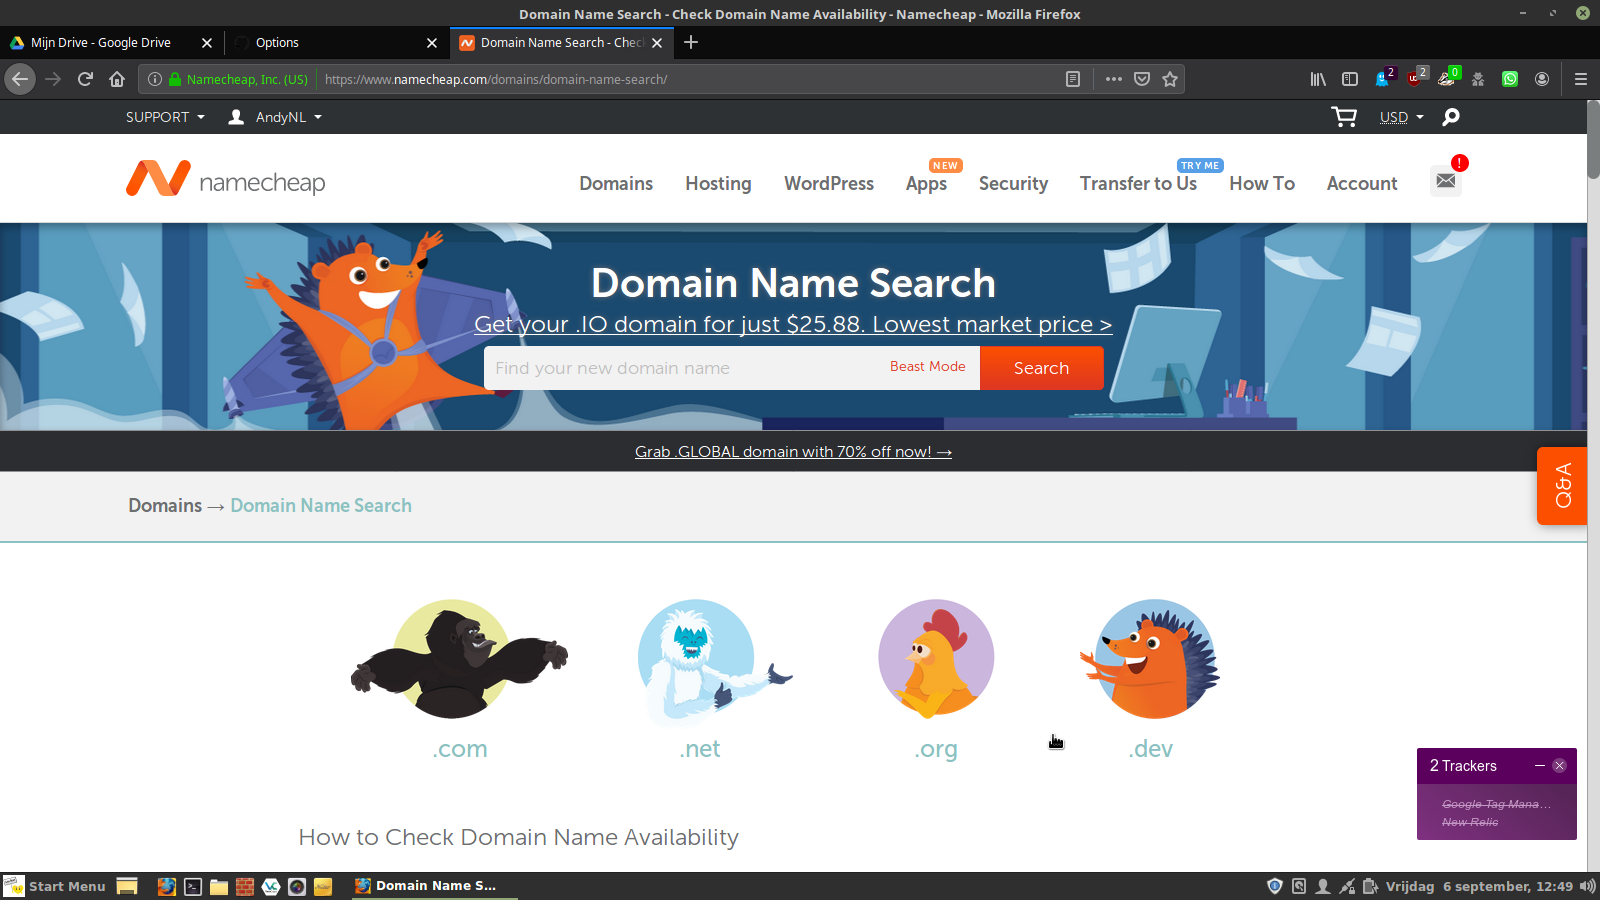 Domain Name Search - Check Domain Name Availability - Namecheap - Mozilla Firefox
Mijn Drive - Google Drive
Options
Domain Name Search - Chec
Namecheap, Inc. (US)
https://www.namecheap.com/domains/domain-name-search/
2
2
0
SUPPORT
AndyNL
USD
namecheap
Domains
Hosting
WordPress
NEW
Apps
Security
TRY ME
Transfer to Us
How To
Account
!
Domain Name Search
Get your .IO domain for just $25.88. Lowest market price >
Find your new domain name
Beast Mode
Search
Grab .GLOBAL domain with 70% off now! →
Q&A
Domains → Domain Name Search
.com
.net
.org
.dev
2 Trackers
Google Tag Mana...
New Relic
How to Check Domain Name Availability
Start Menu
Domain Name S...
Vrijdag 6 september, 12:49